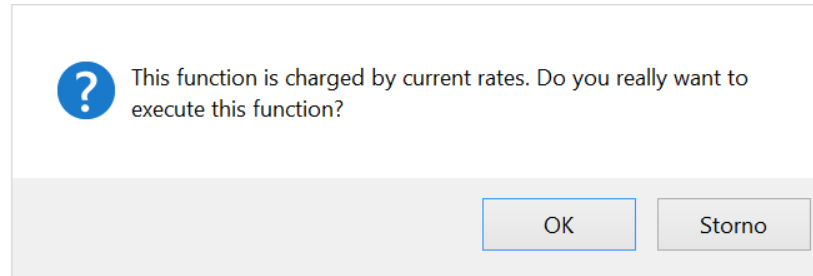 This function is charged by current rates. Do you really want to
execute this function?
OK
Storno